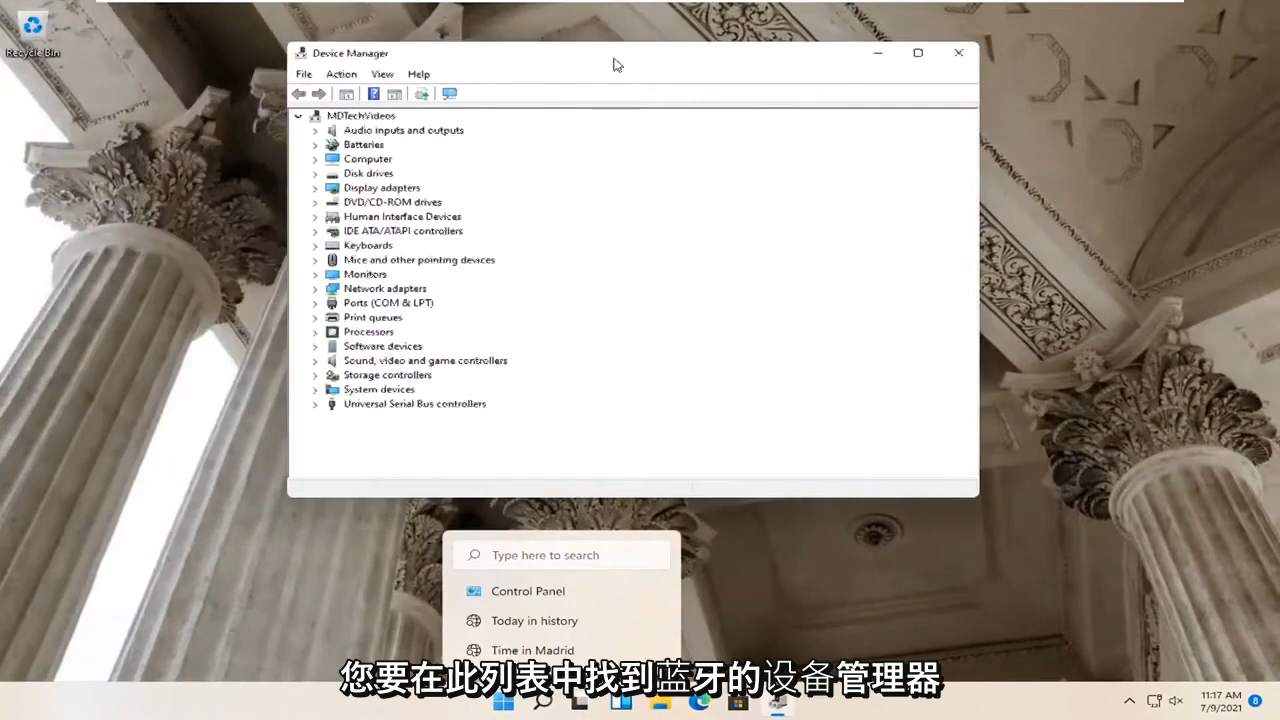 Recycle Bin
Device Manager
File Action View Help
MDTechVideos
Audio inputs and outputs
Batteries
Computer
Disk drives
Display adapters
DVD/CD-ROM drives
Human Interface Devices
IDE ATA/ATAPI controllers
Keyboards
Mice and other pointing devices
Monitors
Network adapters
Ports (COM & LPT)
Print queues
Processors
Software devices
Sound, video and game controllers
Storage controllers
System devices
Universal Serial Bus controllers
Type here to search
Control Panel
Today in history
Time in Madrid
您要在此列表中找到蓝牙的设备管理器
11:17 AM
7/9/2021
8